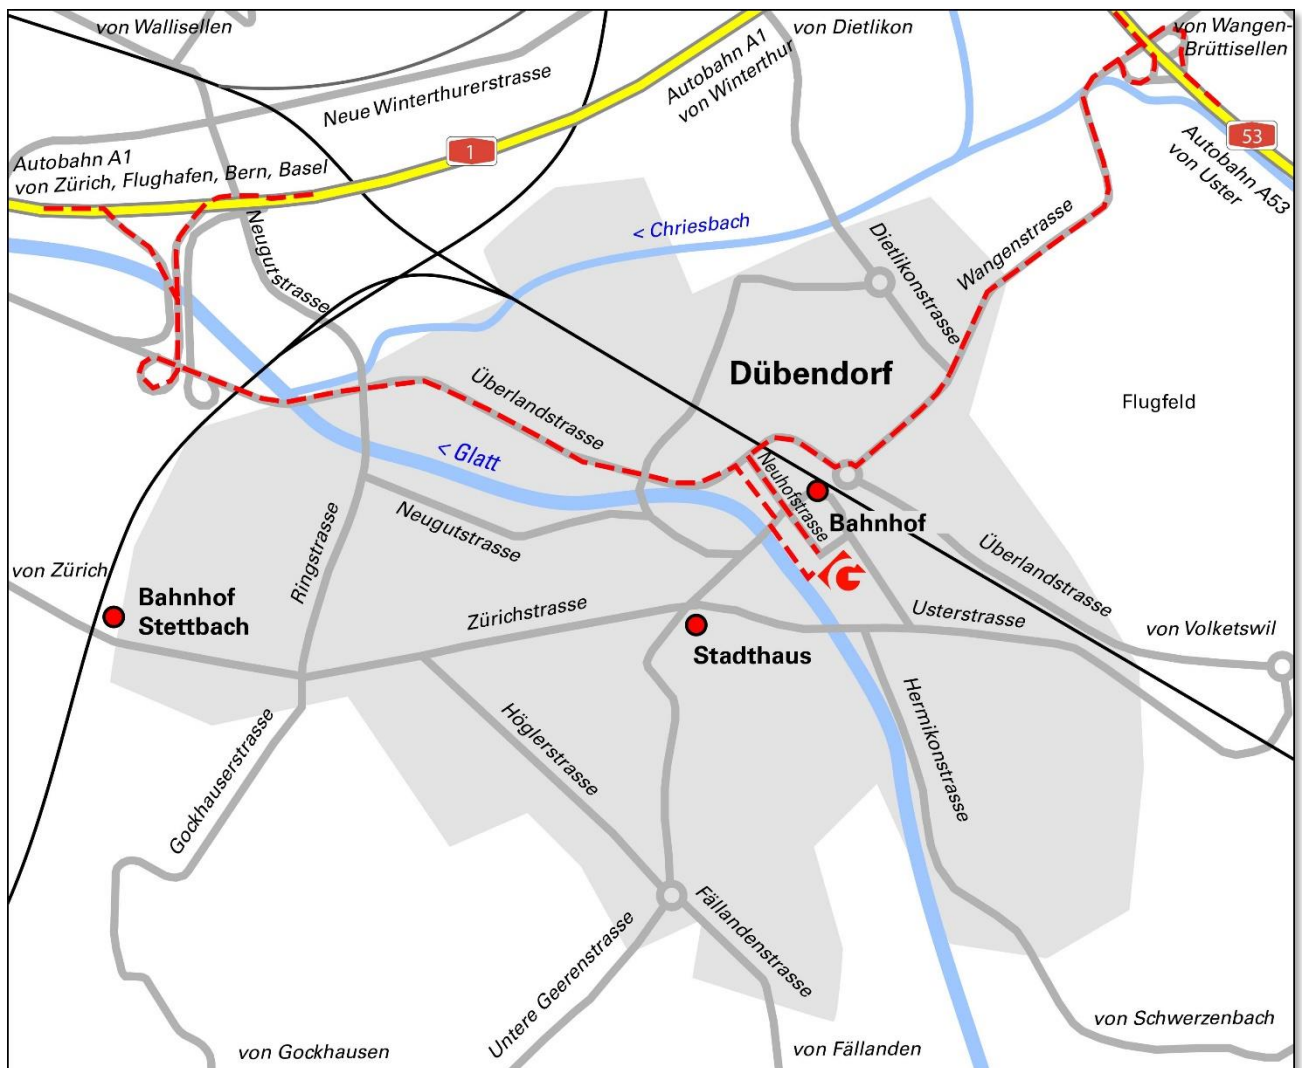 von Wallisellen
von Dietlikon
von Wangen-
Brüttisellen
Neue Winterthurerstrasse
Autobahn A1
von Winterthur
1
53
Autobahn A1
von Zürich, Flughafen, Bern, Basel
Autobahn A53
von Uster
Neugutstrasse
< Chriesbach
Dietlikonstrasse
Wangenstrasse
Dübendorf
Flugfeld
Überlandstrasse
< Glatt
Neuhofstrasse
Bahnhof
Neugutstrasse
Ringstrasse
Überlandstrasse
von Zürich
Bahnhof
Stettbach
Zürichstrasse
Usterstrasse
von Volketswil
Stadthaus
Höglerstrasse
Hermikonstrasse
Gockhauserstrasse
Fällandenstrasse
Untere Geerenstrasse
von Schwerzenbach
von Gockhausen
von Fällanden